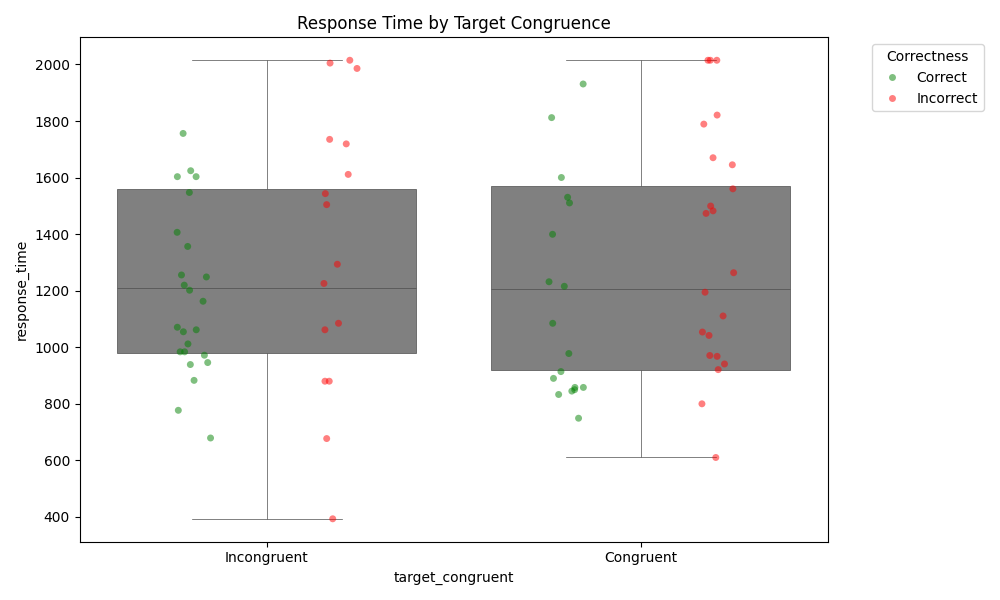 Response Time by Target Congruence
Correctness
Correct
Incorrect
response_time
2000
1800
1600
1400
1200
1000
800
600
400
Incongruent
Congruent
target_congruent